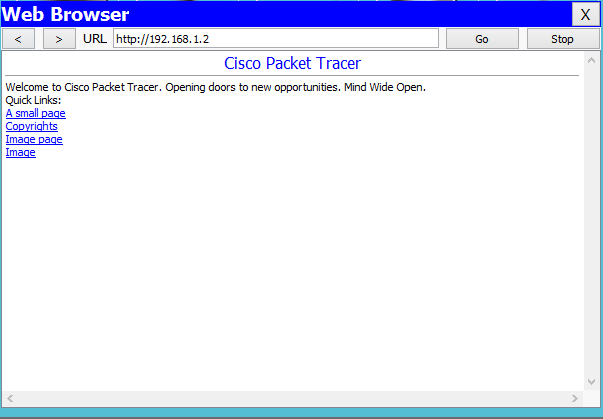 Web Browser X
< > URL http://192.168.1.2 Go Stop
Cisco Packet Tracer
Welcome to Cisco Packet Tracer. Opening doors to new opportunities. Mind Wide Open.
Quick Links:
A small page
Copyrights
Image page
Image